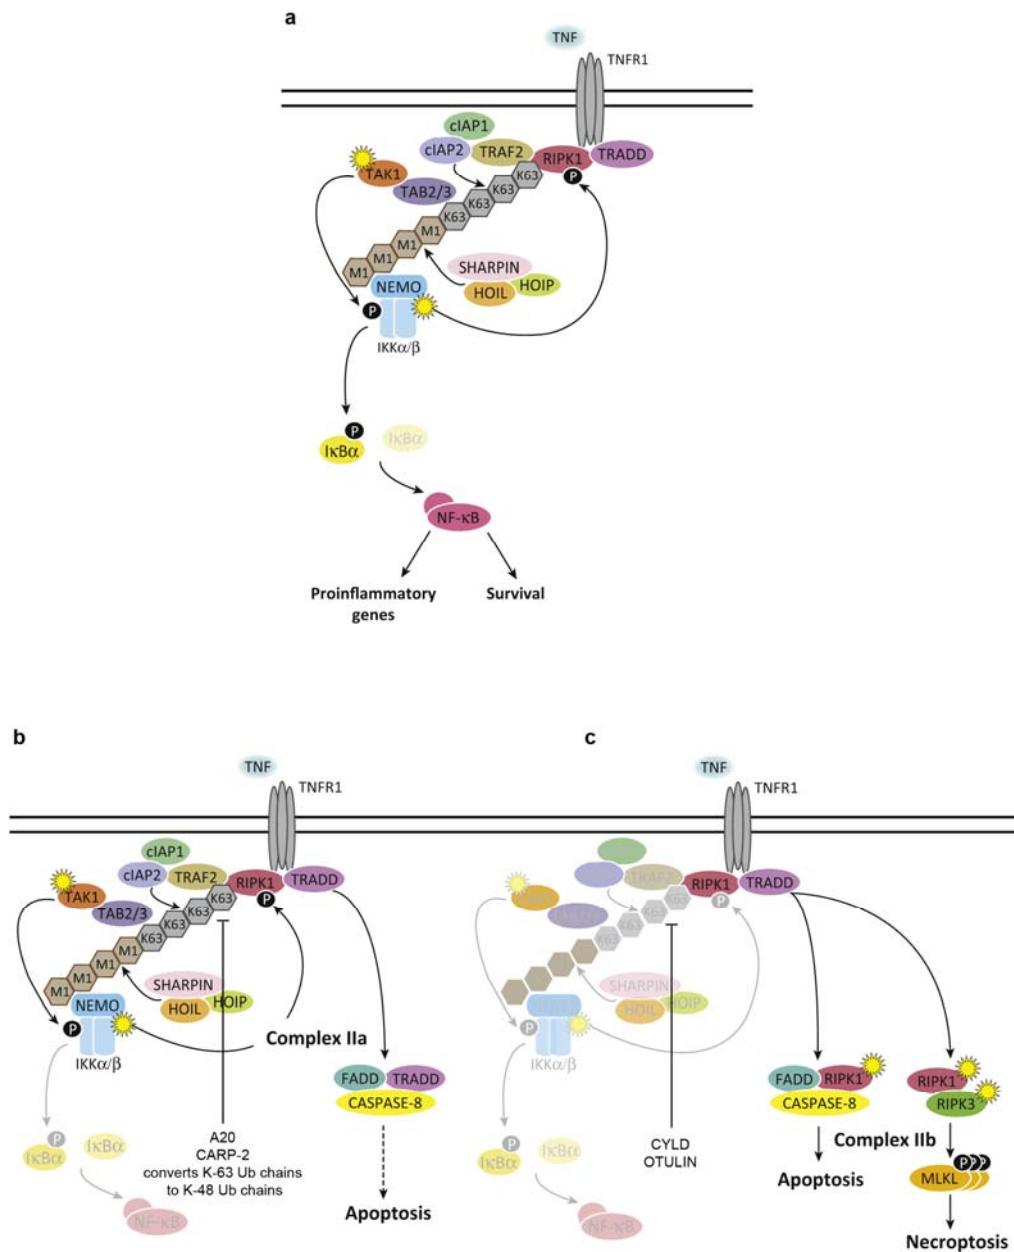 a
TNF
TNFR1
cIAP1
cIAP2
TRAF2
RIPK1
TRADD
P
TAK1
TAB2/3
K63
K63
K63
K63
M1
M1
M1
M1
SHARPIN
HOIL
HOIP
NEMO
P
IKKα/β
P
IκBα
IκBα
NF-κB
Proinflammatory
genes
Survival
b
TNF
TNFR1
cIAP1
cIAP2
TRAF2
RIPK1
TRADD
P
TAK1
TAB2/3
K63
K63
K63
K63
M1
M1
M1
M1
SHARPIN
HOIL
HOIP
NEMO
P
IKKα/β
Complex IIa
FADD
TRADD
CASPASE-8
P
IκBα
IκBα
NF-κB
A20
CARP-2
converts K-63 Ub chains
to K-48 Ub chains
Apoptosis
c
TNF
TNFR1
TRAF2
RIPK1
TRADD
P
K63
K63
K63
K63
SHARPIN
HOIL
HOIP
P
IKKα/β
P
IκBα
IκBα
NF-κB
CYLD
OTULIN
FADD
RIPK1
CASPASE-8
RIPK1
RIPK3
Complex IIb
Apoptosis
P
P
P
MLKL
Necroptosis